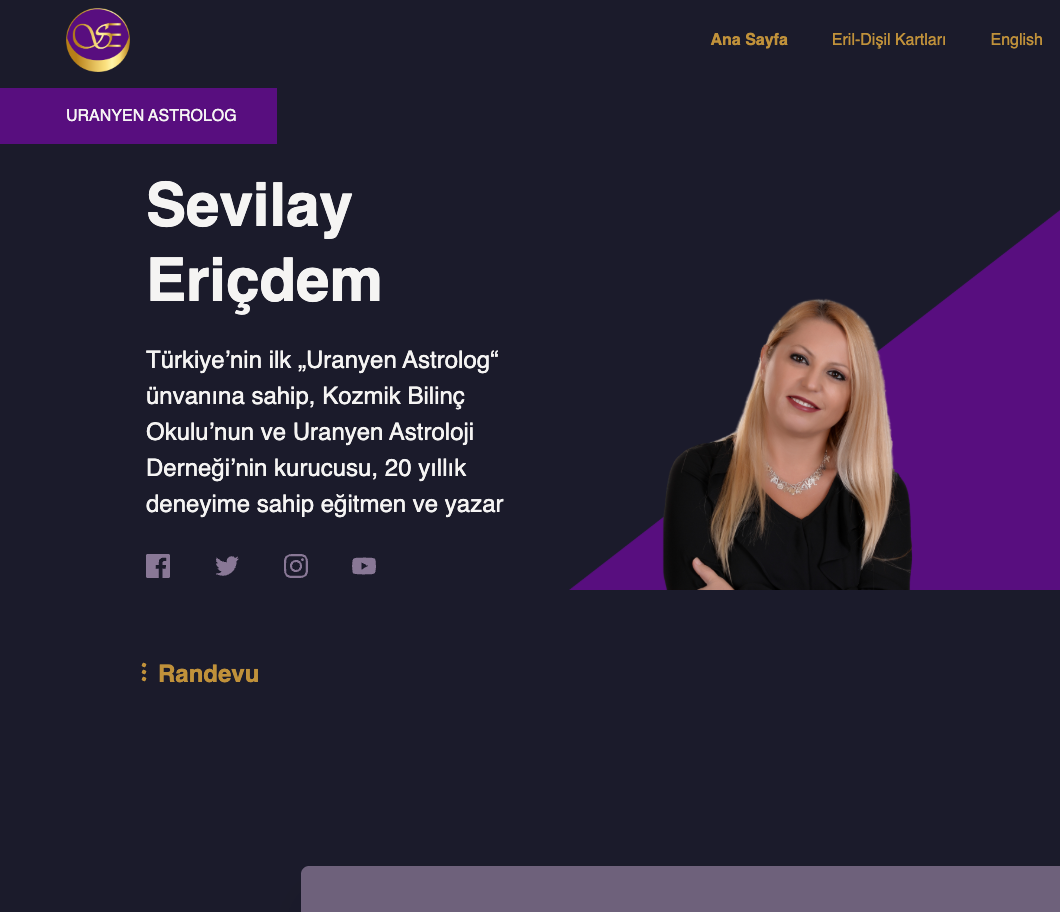 Ana Sayfa
Eril-Dişil Kartları
English
URANYEN ASTROLOG
Sevilay
Eriçdem
Türkiye’nin ilk „Uranyen Astrolog“
ünvanına sahip, Kozmik Bilinç
Okulu’nun ve Uranyen Astroloji
Derneği’nin kurucusu, 20 yıllık
deneyime sahip eğitmen ve yazar
Randevu